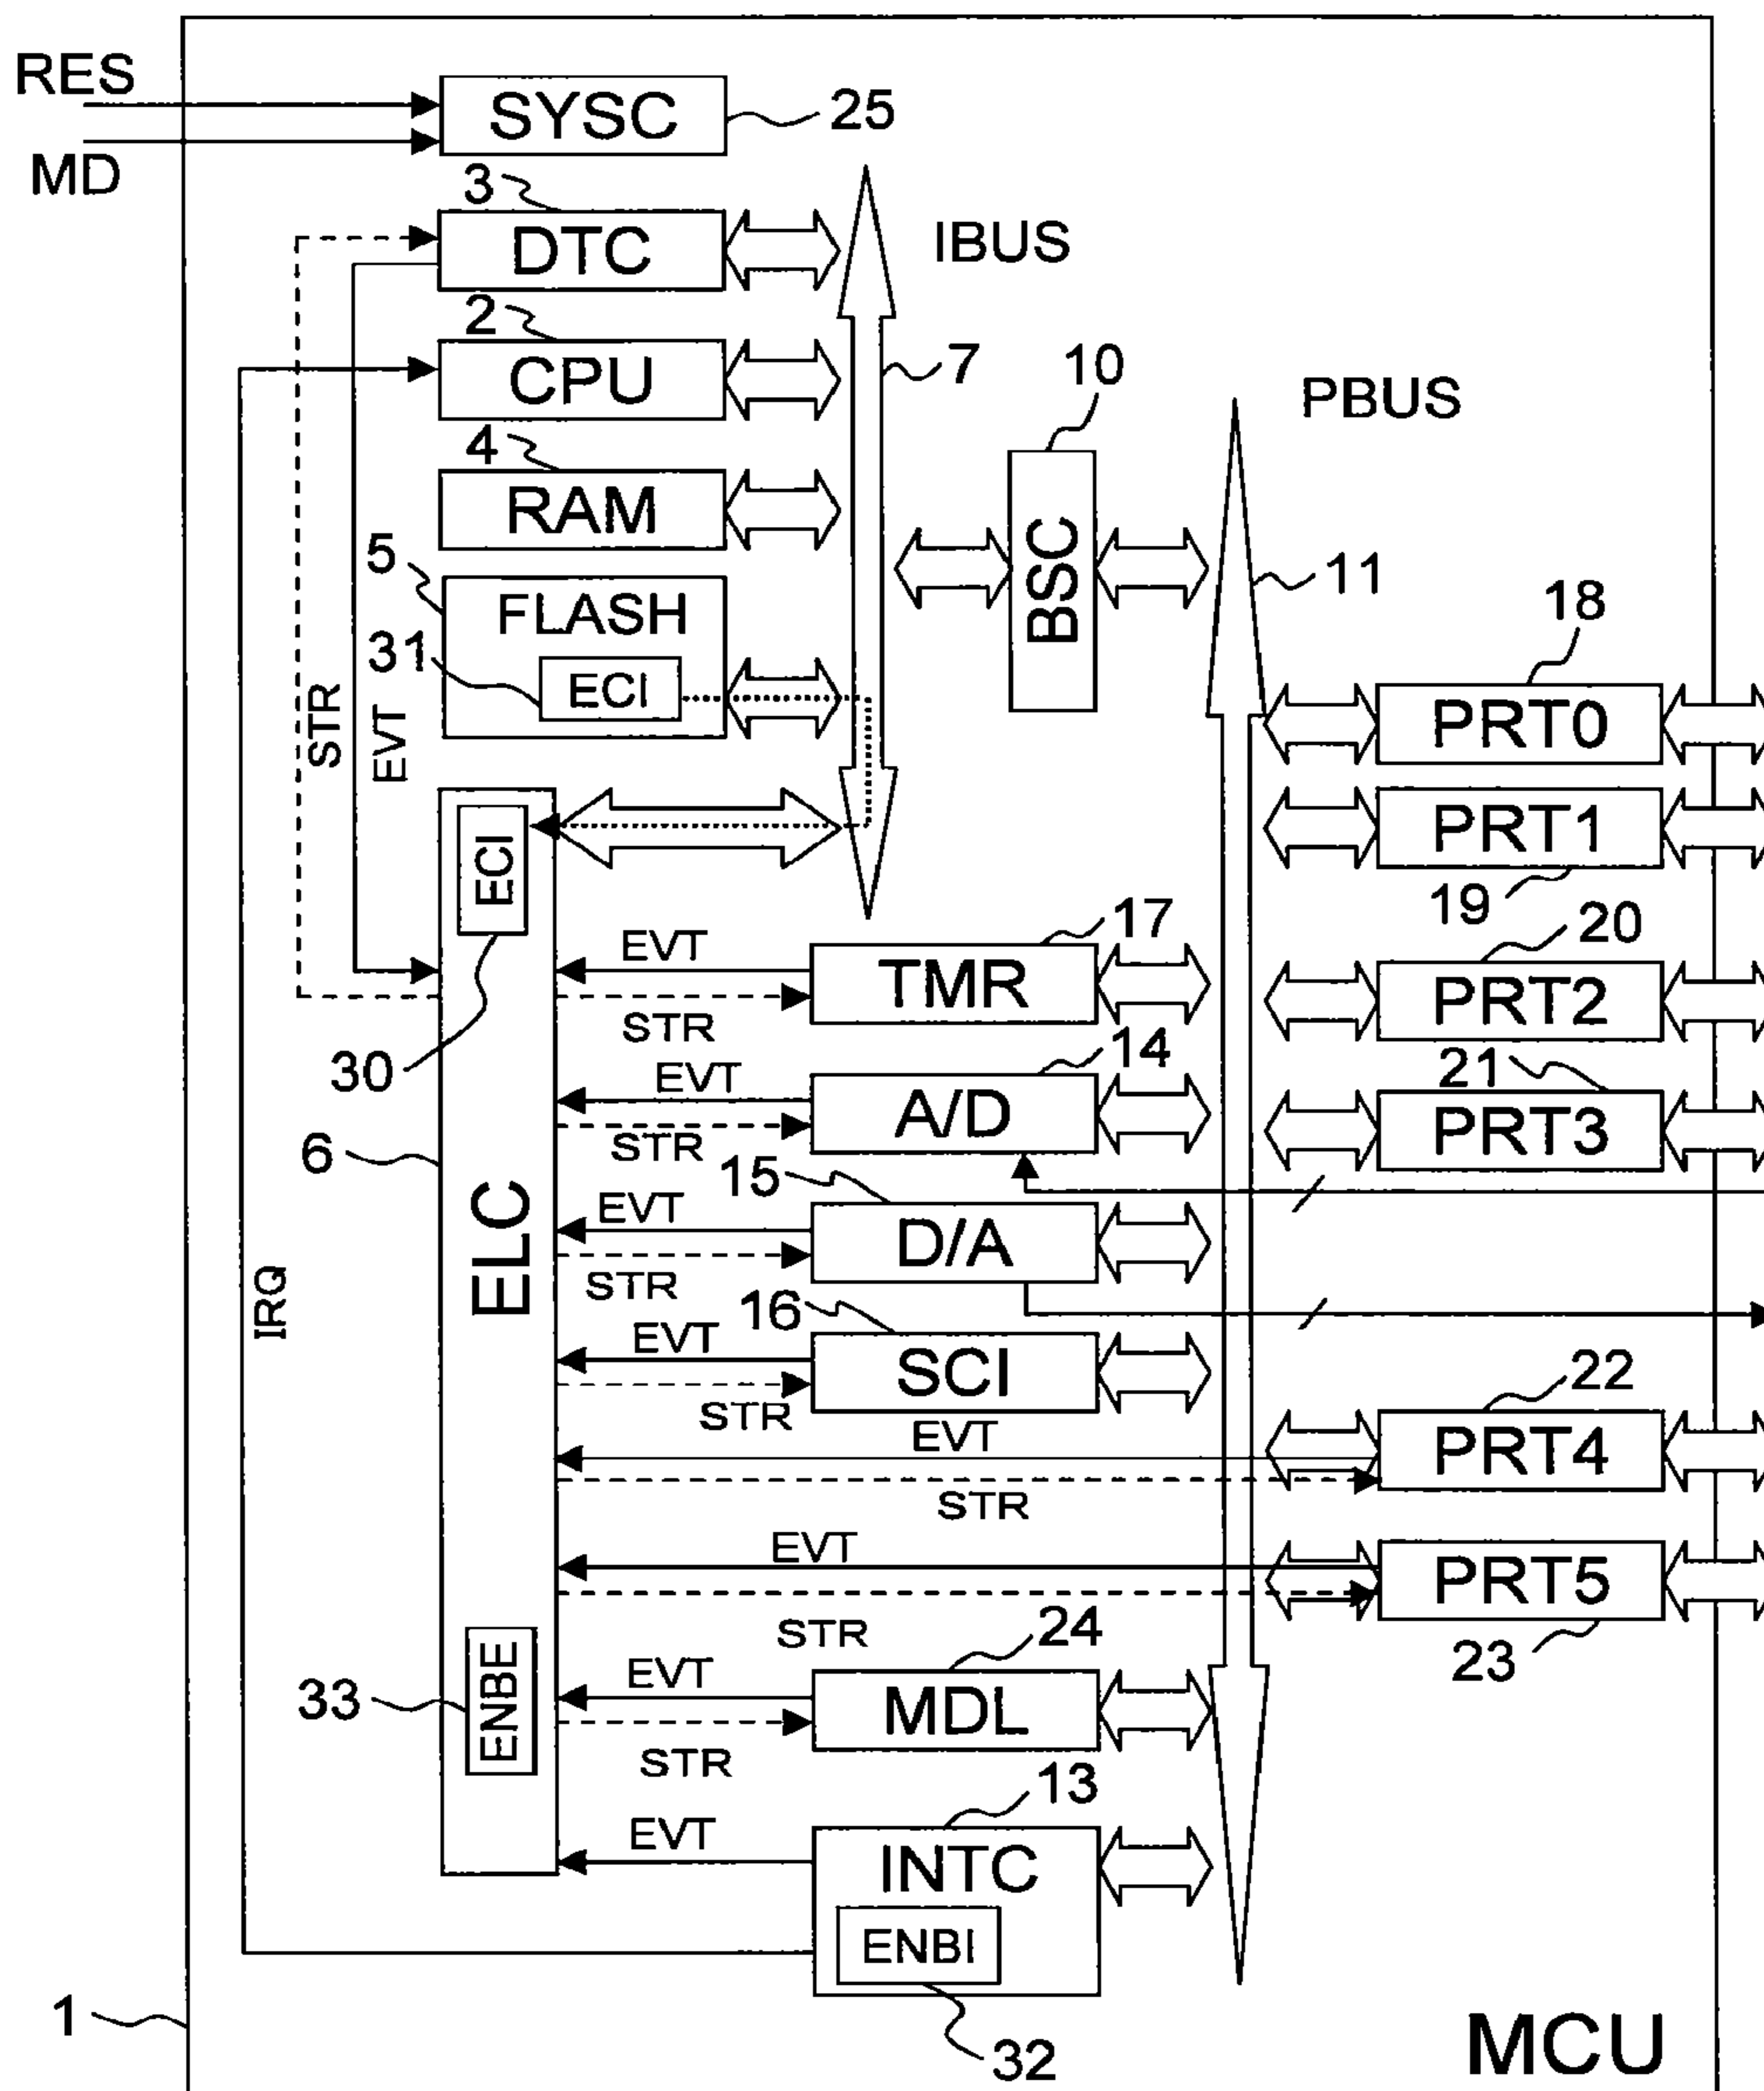 RES
SYSC
25
MD
3
DTC
IBUS
2
CPU
7
10
PBUS
4
RAM
BSC
5
FLASH
11
31
ECI
18
STR
EVT
PRT0
ECI
PRT1
19
17
20
EVT
TMR
PRT2
STR
30
14
21
EVT
A/D
PRT3
6
STR
15
ELC
EVT
D/A
STR
IRQ
16
EVT
SCI
22
STR
EVT
PRT4
STR
EVT
PRT5
STR
24
23
33
ENBE
EVT
MDL
STR
13
EVT
INTC
ENBI
1
32
MCU